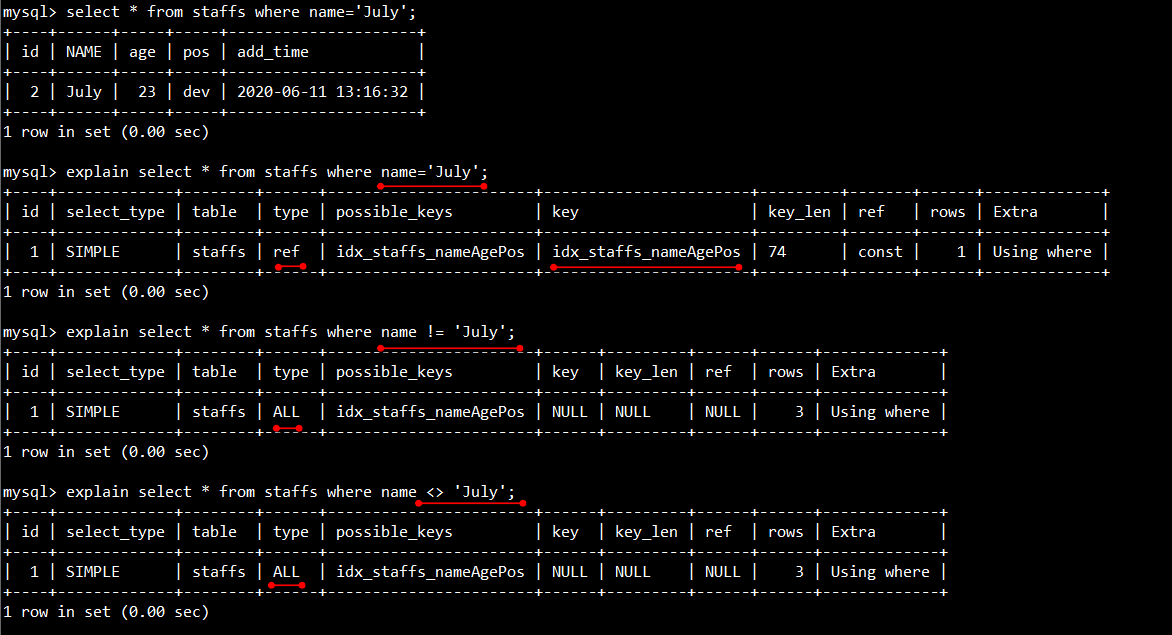 mysql> select * from staffs where name='July';
+----+------+-----+-----+---------------------+
| id | NAME | age | pos | add_time            |
+----+------+-----+-----+---------------------+
|  2 | July |  23 | dev | 2020-06-11 13:16:32 |
+----+------+-----+-----+---------------------+
1 row in set (0.00 sec)
mysql> explain select * from staffs where name='July';
+----+-------------+--------+------+-----------------------+-----------------------+---------+-------+------+-------------+
| id | select_type | table  | type | possible_keys         | key                   | key_len | ref   | rows | Extra       |
+----+-------------+--------+------+-----------------------+-----------------------+---------+-------+------+-------------+
|  1 | SIMPLE      | staffs | ref  | idx_staffs_nameAgePos | idx_staffs_nameAgePos | 74      | const |    1 | Using where |
+----+-------------+--------+------+-----------------------+-----------------------+---------+-------+------+-------------+
1 row in set (0.00 sec)
mysql> explain select * from staffs where name != 'July';
+----+-------------+--------+------+-----------------------+------+---------+------+------+-------------+
| id | select_type | table  | type | possible_keys         | key  | key_len | ref  | rows | Extra       |
+----+-------------+--------+------+-----------------------+------+---------+------+------+-------------+
|  1 | SIMPLE      | staffs | ALL  | idx_staffs_nameAgePos | NULL | NULL    | NULL |    3 | Using where |
+----+-------------+--------+------+-----------------------+------+---------+------+------+-------------+
1 row in set (0.00 sec)
mysql> explain select * from staffs where name <> 'July';
+----+-------------+--------+------+-----------------------+------+---------+------+------+-------------+
| id | select_type | table  | type | possible_keys         | key  | key_len | ref  | rows | Extra       |
+----+-------------+--------+------+-----------------------+------+---------+------+------+-------------+
|  1 | SIMPLE      | staffs | ALL  | idx_staffs_nameAgePos | NULL | NULL    | NULL |    3 | Using where |
+----+-------------+--------+------+-----------------------+------+---------+------+------+-------------+
1 row in set (0.00 sec)